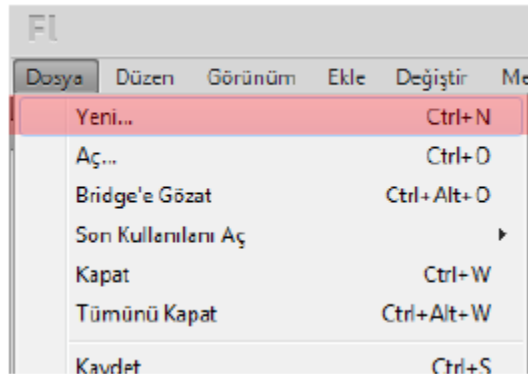 Fl
Dosya Düzen Görünüm Ekle Değiştir Me
Yeni... Ctrl+N
Aç... Ctrl+O
Bridge'e Gözat Ctrl+Alt+O
Son Kullanılanı Aç
Kapat Ctrl+W
Tümünü Kapat Ctrl+Alt+W
Kaydet Ctrl+S